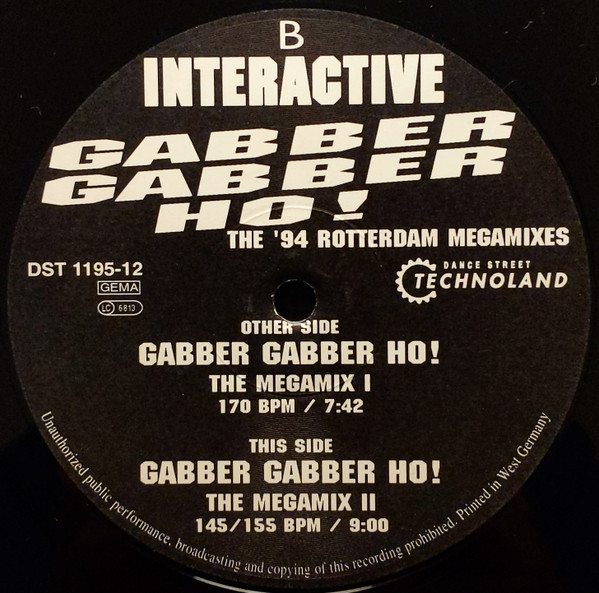 B
INTERACTIVE
GABBER
GABBER
HO!
THE '94 ROTTERDAM MEGAMIXES
DST 1195-12
GEMA
LC 6813
DANCE STREET
TECHNOLAND
OTHER SIDE
GABBER GABBER HO!
THE MEGAMIX I
170 BPM / 7:42
THIS SIDE
GABBER GABBER HO!
THE MEGAMIX II
145/155 BPM / 9:00
Unauthorized public performance, broadcasting and copying of this recording prohibited. Printed in West Germany